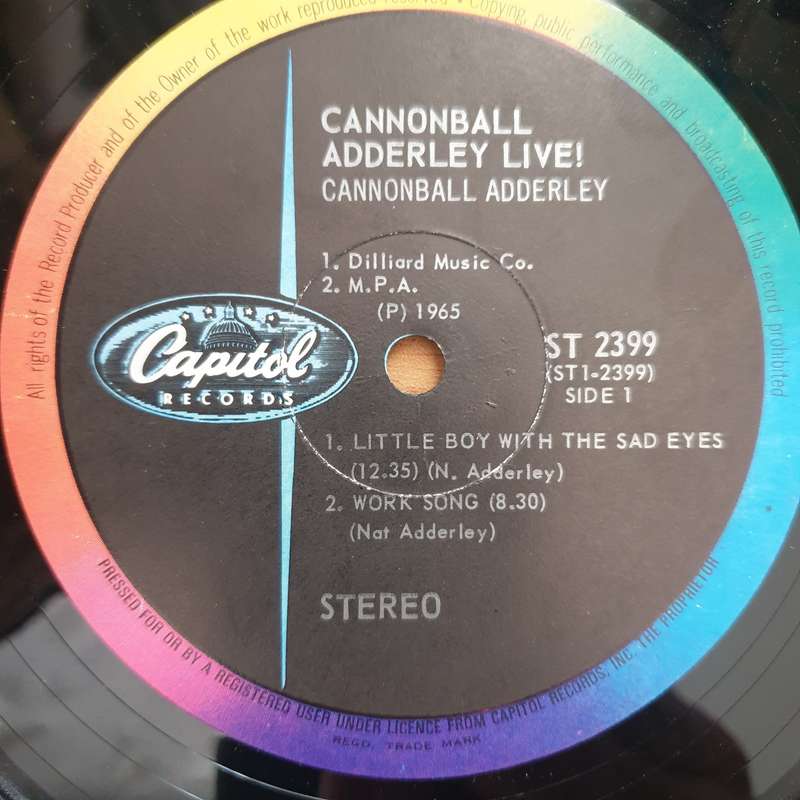 All rights of the Record Producer and of the Owner of the work reproduced reserved • Copying, public performance and broadcasting of this record prohibited
CANNONBALL
ADDERLEY LIVE!
CANNONBALL ADDERLEY
1. Dilliard Music Co.
2. M.P.A.
(P) 1965
Capitol
RECORDS
ST 2399
(ST1-2399)
SIDE 1
1. LITTLE BOY WITH THE SAD EYES
(12.35) (N. Adderley)
2. WORK SONG (8.30)
(Nat Adderley)
STEREO
PRESSED FOR OR BY A REGISTERED USER UNDER LICENCE FROM CAPITOL RECORDS, INC. THE PROPRIETOR
REGD. TRADE MARK